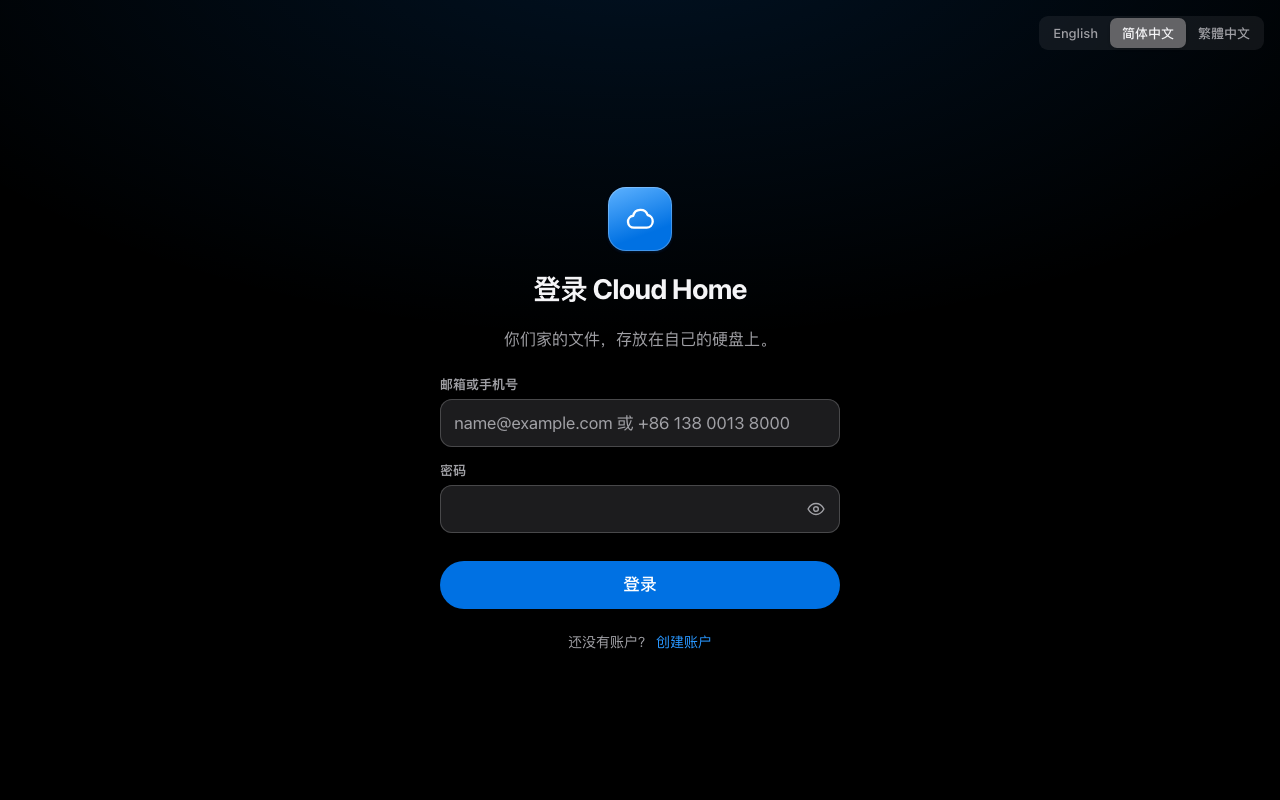 English 简体中文 繁體中文
登录 Cloud Home
你们家的文件，存放在自己的硬盘上。
邮箱或手机号
name@example.com 或 +86 138 0013 8000
密码
登录
还没有账户？ 创建账户